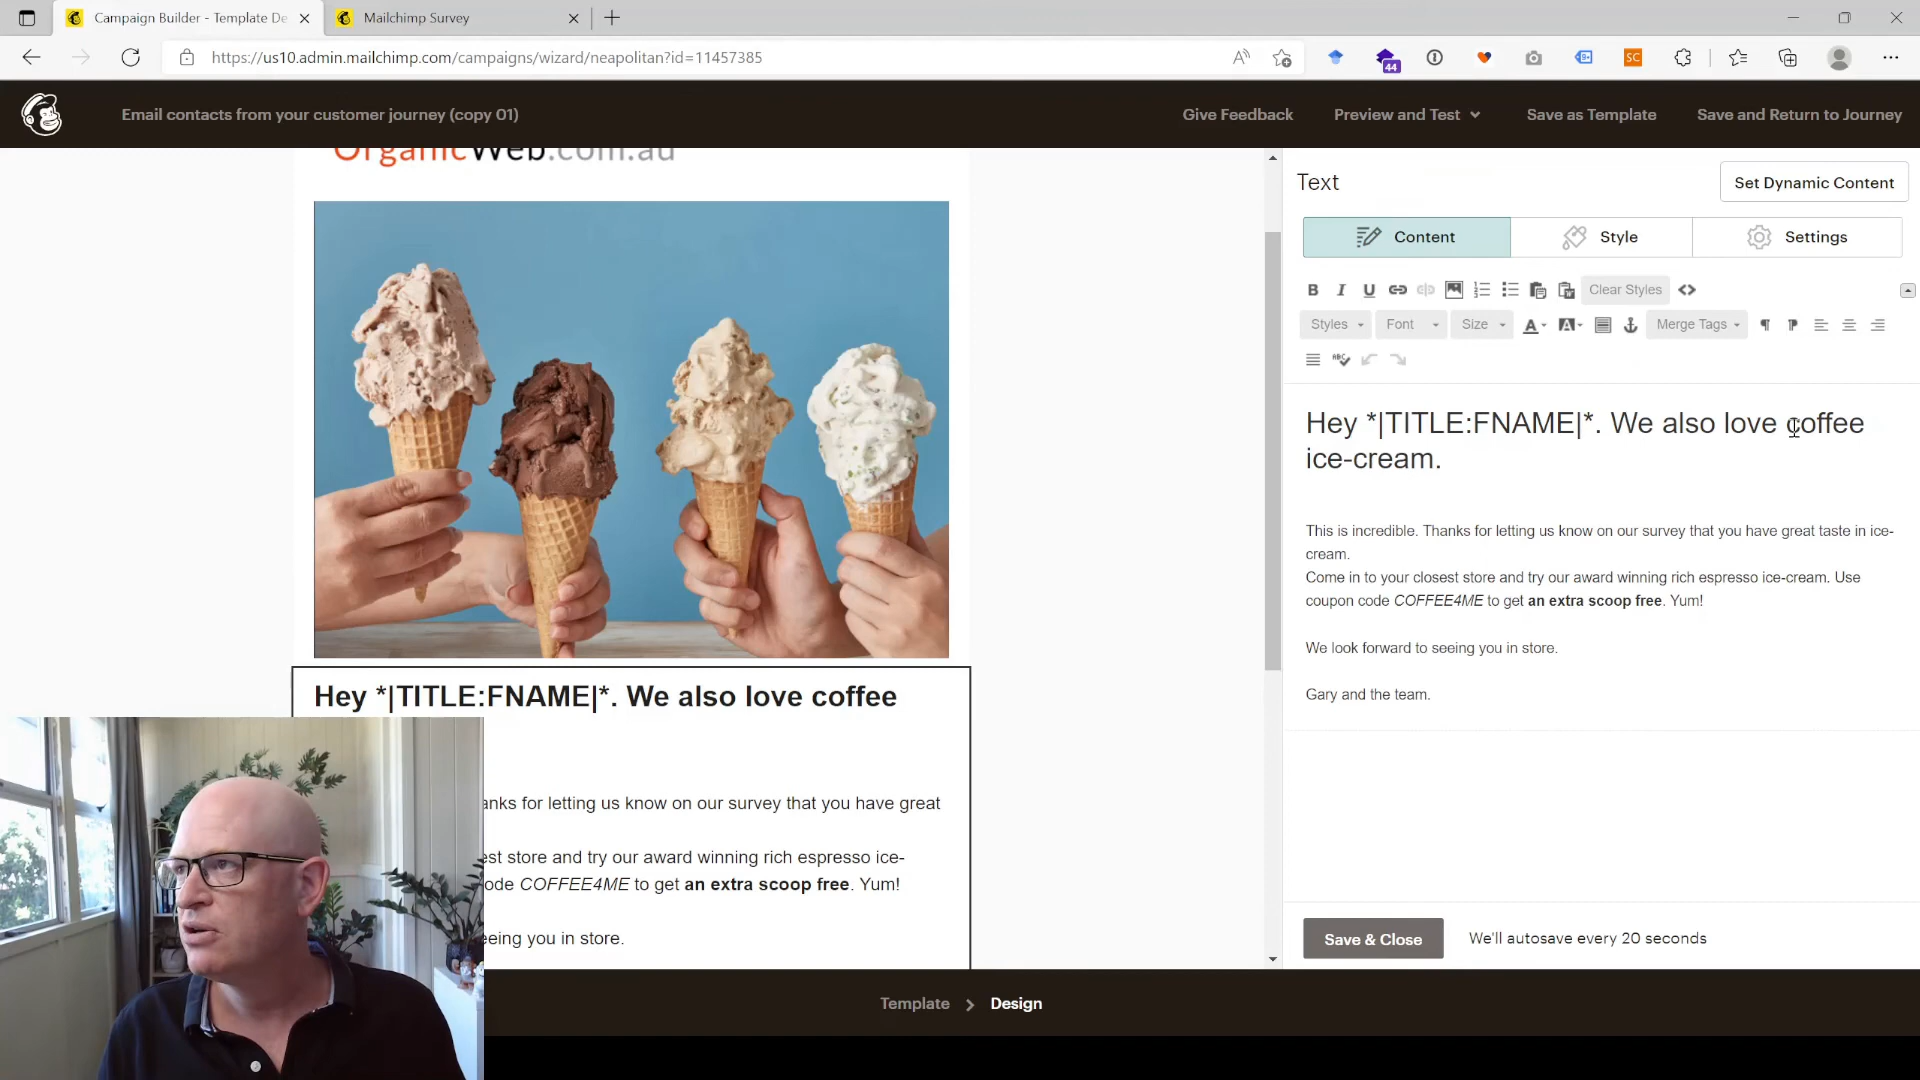 Campaign Builder - Template De
Mailchimp Survey
https://us10.admin.mailchimp.com/campaigns/wizard/neapolitan?id=11457385
44
SC
Email contacts from your customer journey (copy 01)
Give Feedback
Preview and Test
Save as Template
Save and Return to Journey
OrganicWeb.com.au
Hey *|TITLE:FNAME|*. We also love coffee
anks for letting us know on our survey that you have great
est store and try our award winning rich espresso ice-
ode COFFEE4ME to get an extra scoop free. Yum!
eeing you in store.
Text
Set Dynamic Content
Content
Style
Settings
B I U
Clear Styles
Styles
Font
Size
A
A
Merge Tags
ABC
Hey *|TITLE:FNAME|*. We also love coffee
ice-cream.
This is incredible. Thanks for letting us know on our survey that you have great taste in ice-
cream.
Come in to your closest store and try our award winning rich espresso ice-cream. Use
coupon code COFFEE4ME to get an extra scoop free. Yum!
We look forward to seeing you in store.
Gary and the team.
Save & Close
We'll autosave every 20 seconds
Template
Design